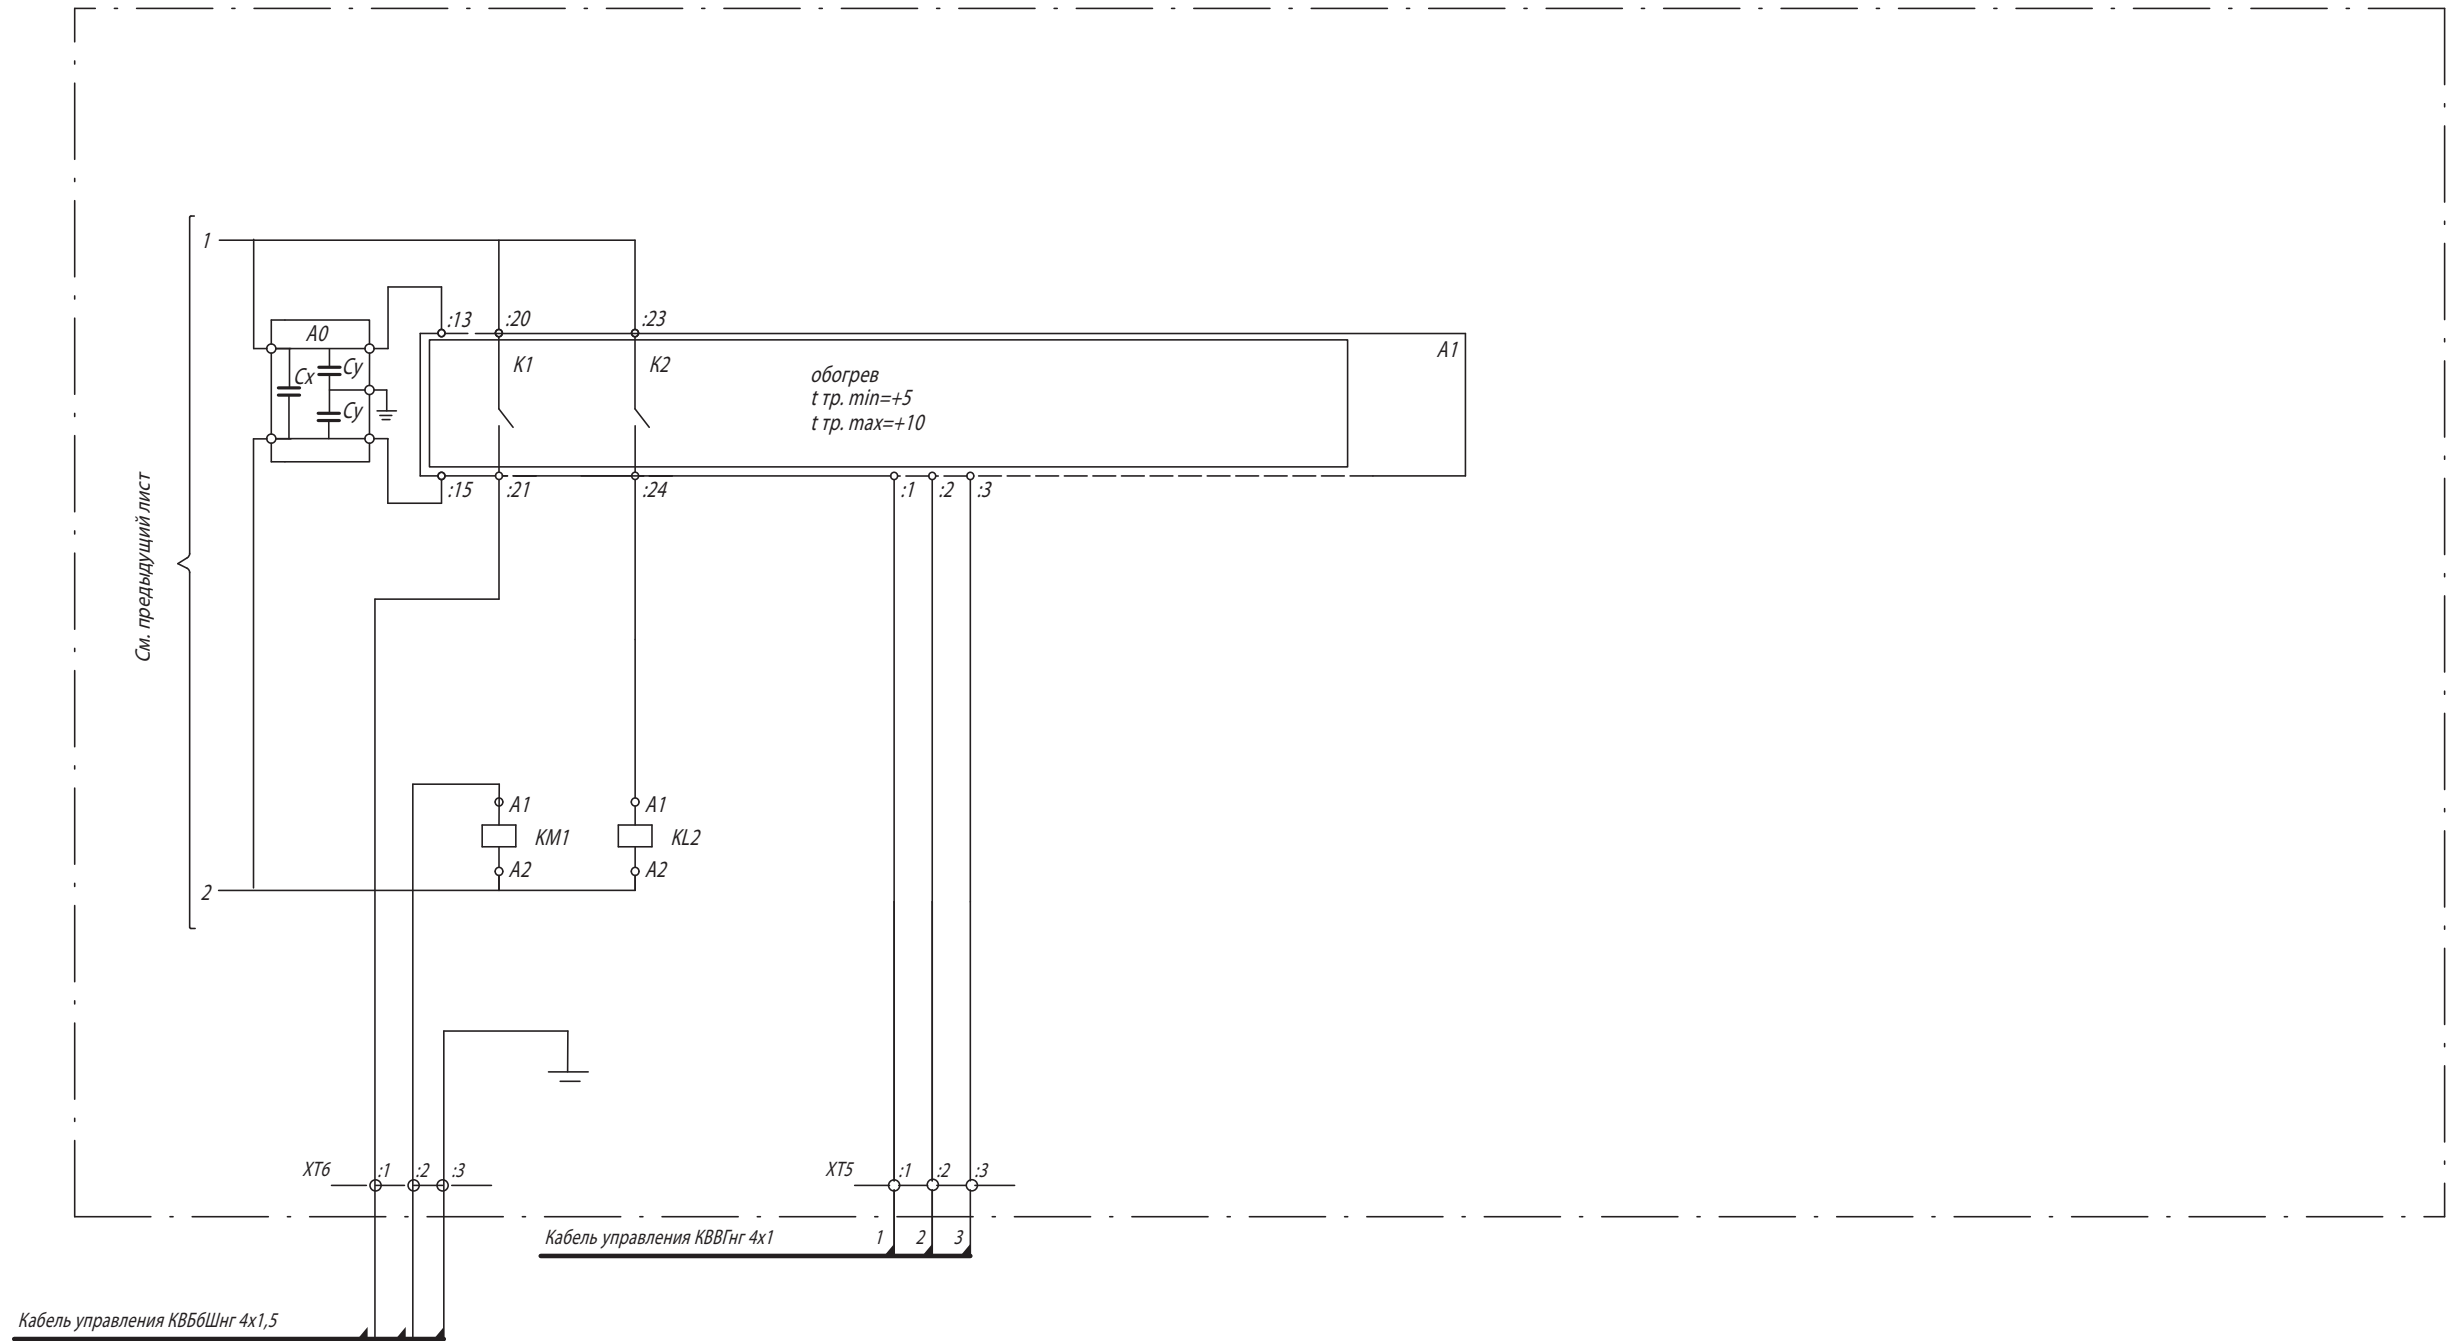 1
:13
:20
:23
A0
A1
K1
K2
Cx
Cy
Cy
обогрев
t тр. min=+5
t тр. max=+10
:15
:21
:24
:1
:2
:3
См. предыдущий лист
A1
A1
KM1
KL2
A2
A2
2
XT6
:1
:2
:3
XT5
:1
:2
:3
Кабель управления КВВГнг 4x1
1
2
3
Кабель управления КВБбШнг 4x1,5